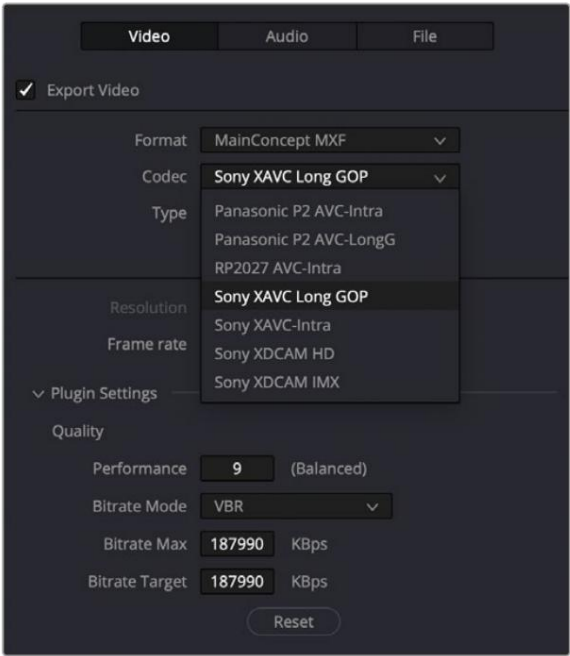 Video Audio File
Export Video
Format MainConcept MXF
Codec Sony XAVC Long GOP
Type Panasonic P2 AVC-Intra
Panasonic P2 AVC-LongG
RP2027 AVC-Intra
Sony XAVC Long GOP
Resolution
Sony XAVC-Intra
Frame rate
Sony XDCAM HD
Sony XDCAM IMX
Plugin Settings
Quality
Performance 9 (Balanced)
Bitrate Mode VBR
Bitrate Max 187990 KBps
Bitrate Target 187990 KBps
Reset